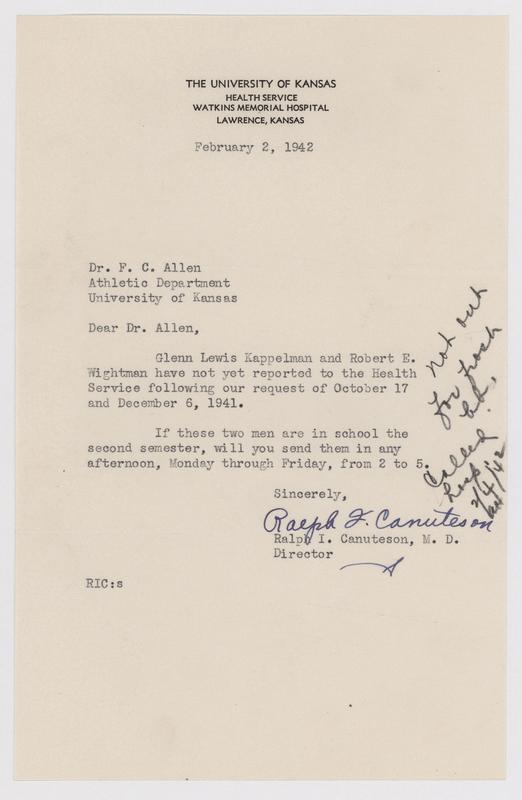 THE UNIVERSITY OF KANSAS
HEALTH SERVICE
WATKINS MEMORIAL HOSPITAL
LAWRENCE, KANSAS
February 2, 1942
Dr. F. C. Allen
Athletic Department
University of Kansas
Dear Dr. Allen,
Glenn Lewis Kappelman and Robert E.
Wightman have not yet reported to the Health
Service following our request of October 17
and December 6, 1941.
If these two men are in school the
second semester, will you send them in any
afternoon, Monday through Friday, from 2 to 5.
Sincerely,
Ralph I. Canuteson
Ralph I. Canuteson, M. D.
Director
RIC:s
not out
for frosh
bb.
Called
hosp
2/4/42